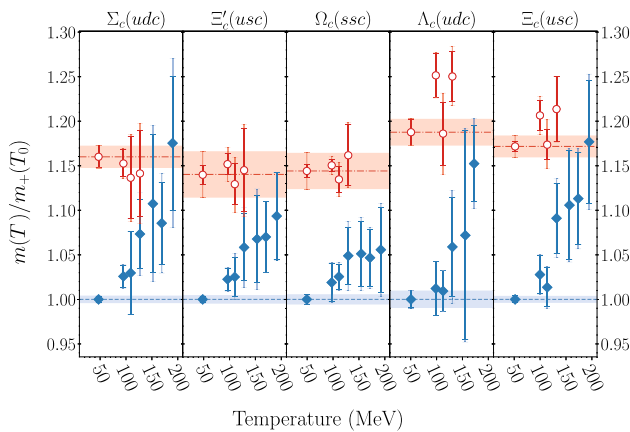 Σc(udc) Ξ′c(usc) Ωc(ssc) Λc(udc) Ξc(usc)
1.30 1.30
1.25 1.25
1.20 1.20
1.15 1.15
1.10 1.10
1.05 1.05
1.00 1.00
0.95 0.95
m(T)/m+(T0)
50 100 150 200 50 100 150 200 50 100 150 200 50 100 150 200 50 100 150 200
Temperature (MeV)